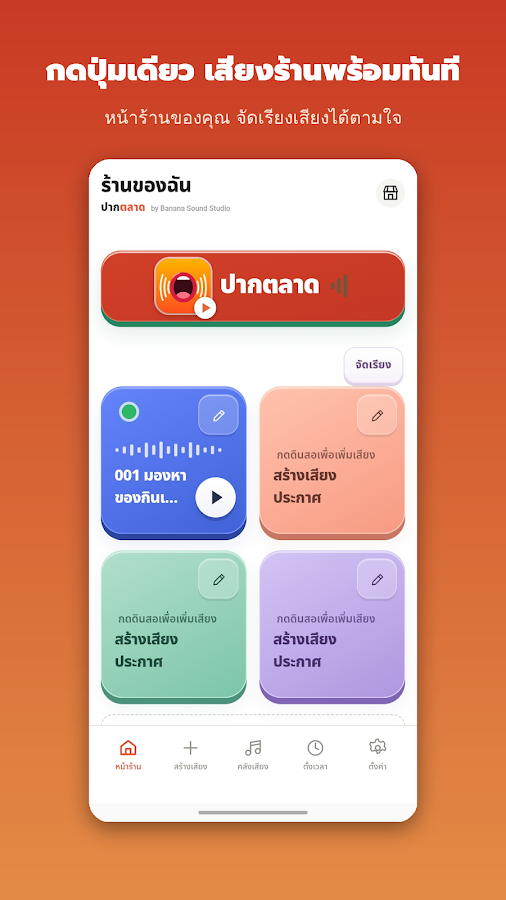 กดปุ่มเดียว เสียงร้านพร้อมทันที
หน้าร้านของคุณ จัดเรียงเสียงได้ตามใจ
ร้านของฉัน
ปากตลาด by Banana Sound Studio
ปากตลาด
จัดเรียง
001 มองหา
ของกินเ...
กดดินสอเพื่อเพิ่มเสียง
สร้างเสียง
ประกาศ
กดดินสอเพื่อเพิ่มเสียง
สร้างเสียง
ประกาศ
กดดินสอเพื่อเพิ่มเสียง
สร้างเสียง
ประกาศ
หน้าร้าน สร้างเสียง คลังเสียง ตั้งเวลา ตั้งค่า